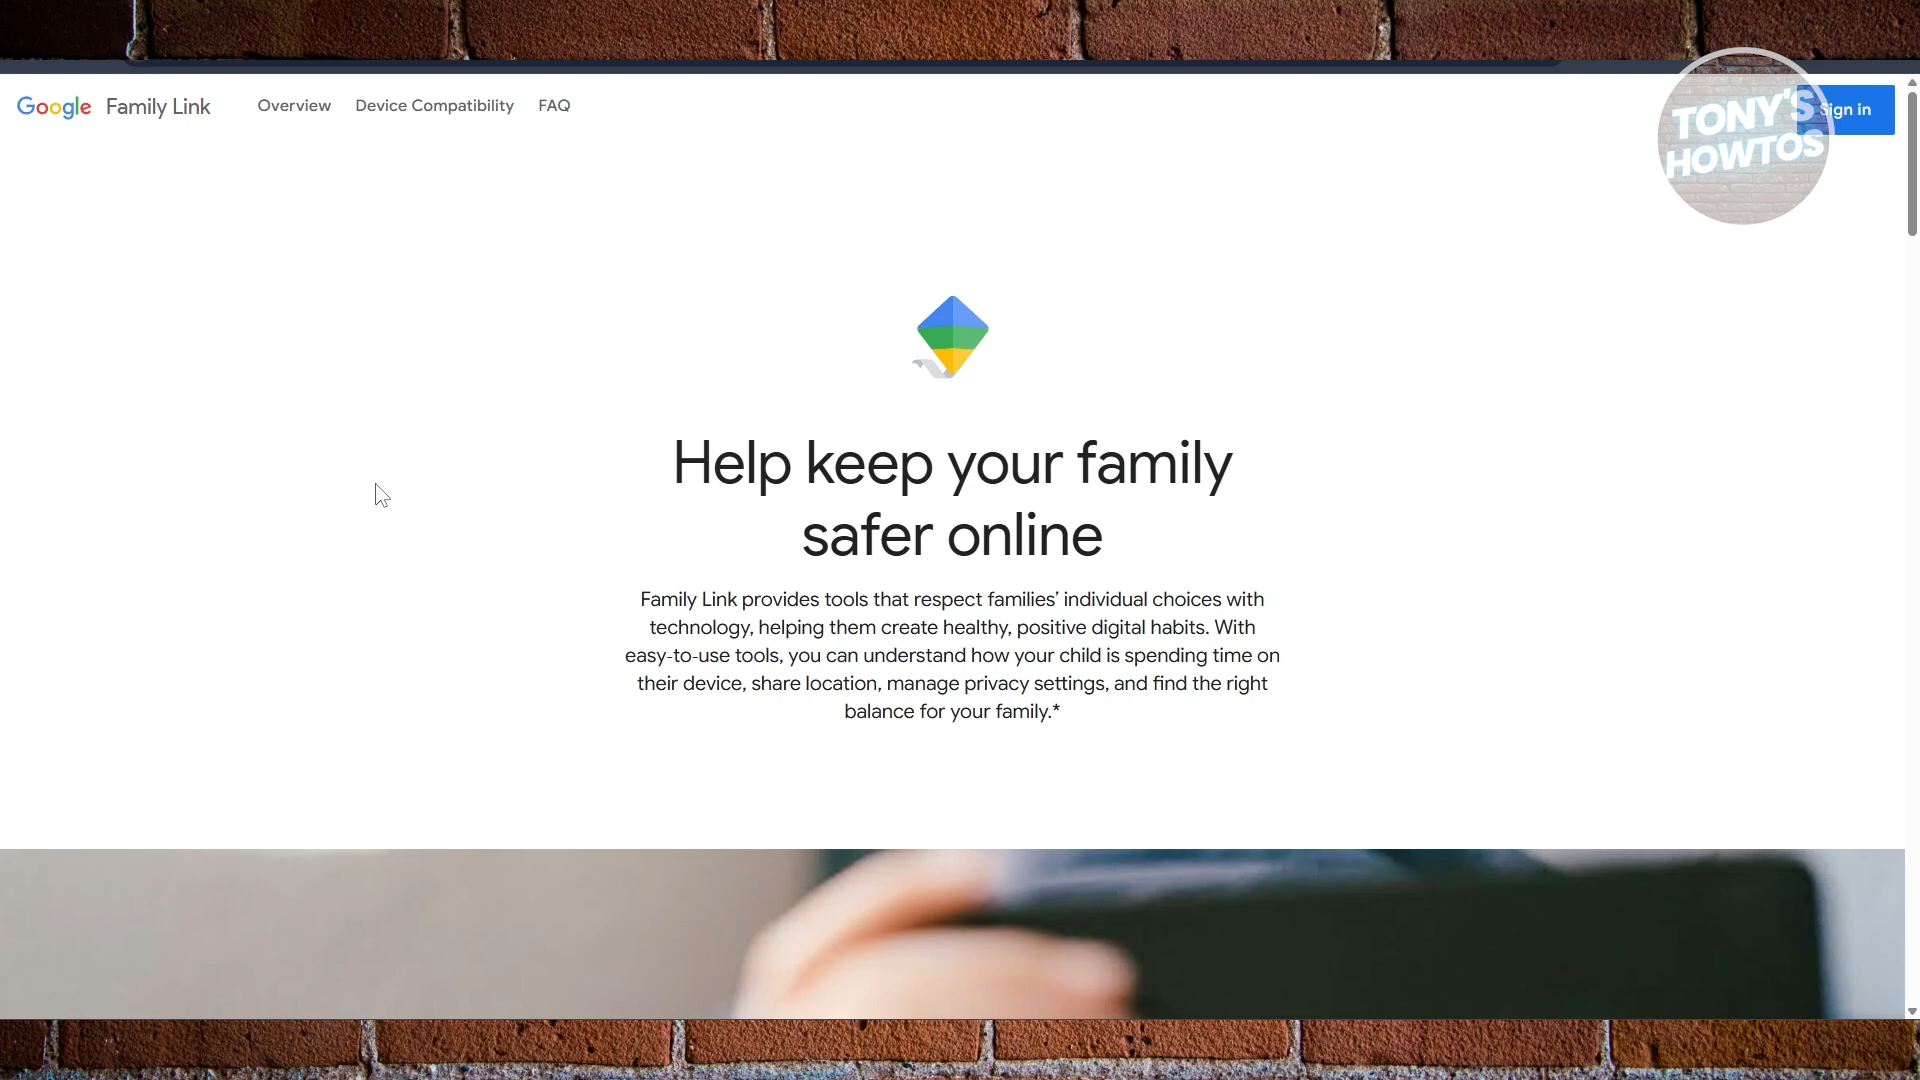 Google Family Link Overview Device Compatibility FAQ
TONY'S
HOWTOS
Sign in
Help keep your family
safer online
Family Link provides tools that respect families’ individual choices with
technology, helping them create healthy, positive digital habits. With
easy-to-use tools, you can understand how your child is spending time on
their device, share location, manage privacy settings, and find the right
balance for your family.*